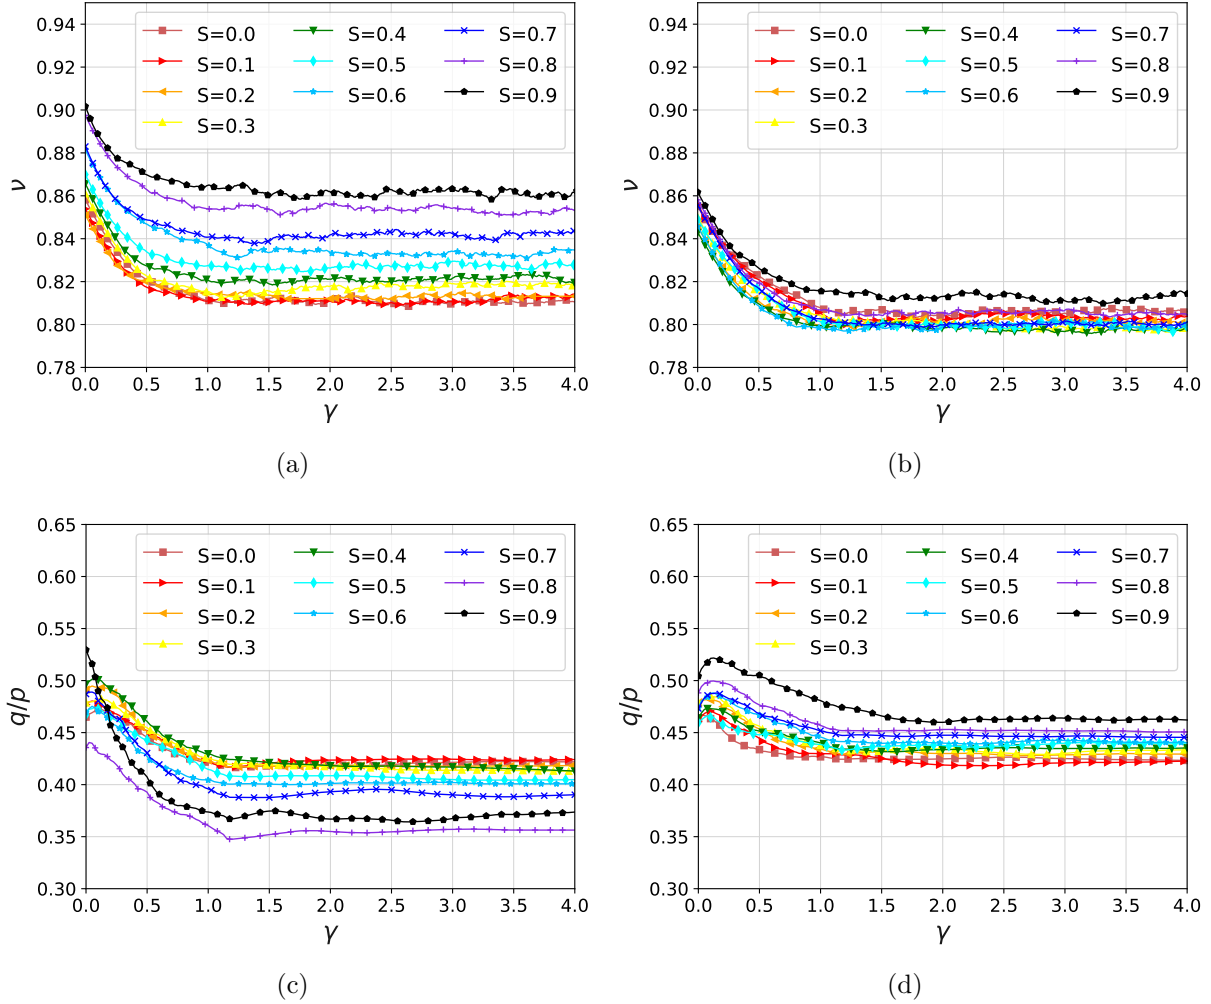 0.94
0.92
0.90
0.88
0.86
0.84
0.82
0.80
0.78
ν
S=0.0 S=0.4 S=0.7
S=0.1 S=0.5 S=0.8
S=0.2 S=0.6 S=0.9
S=0.3
0.0 0.5 1.0 1.5 2.0 2.5 3.0 3.5 4.0
γ
(a)
0.94
0.92
0.90
0.88
0.86
0.84
0.82
0.80
0.78
ν
S=0.0 S=0.4 S=0.7
S=0.1 S=0.5 S=0.8
S=0.2 S=0.6 S=0.9
S=0.3
0.0 0.5 1.0 1.5 2.0 2.5 3.0 3.5 4.0
γ
(b)
0.65
0.60
0.55
0.50
0.45
0.40
0.35
0.30
q/p
S=0.0 S=0.4 S=0.7
S=0.1 S=0.5 S=0.8
S=0.2 S=0.6 S=0.9
S=0.3
0.0 0.5 1.0 1.5 2.0 2.5 3.0 3.5 4.0
γ
(c)
0.65
0.60
0.55
0.50
0.45
0.40
0.35
0.30
q/p
S=0.0 S=0.4 S=0.7
S=0.1 S=0.5 S=0.8
S=0.2 S=0.6 S=0.9
S=0.3
0.0 0.5 1.0 1.5 2.0 2.5 3.0 3.5 4.0
γ
(d)